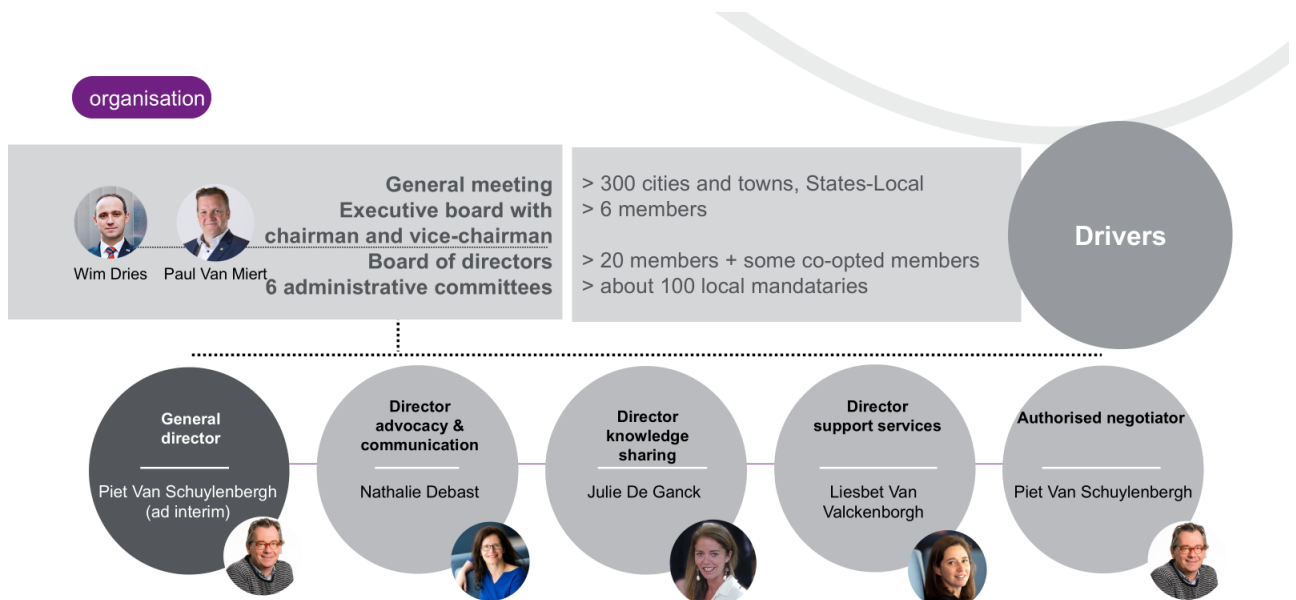 organisation
General meeting
Executive board with
chairman and vice-chairman
Board of directors
6 administrative committees
Wim Dries
Paul Van Miert
> 300 cities and towns, States-Local
> 6 members
> 20 members + some co-opted members
> about 100 local mandataries
Drivers
General
director
Piet Van Schuylenbergh
(ad interim)
Director
advocacy &
communication
Nathalie Debast
Director
knowledge
sharing
Julie De Ganck
Director
support services
Liesbet Van
Valckenborgh
Authorised negotiator
Piet Van Schuylenbergh